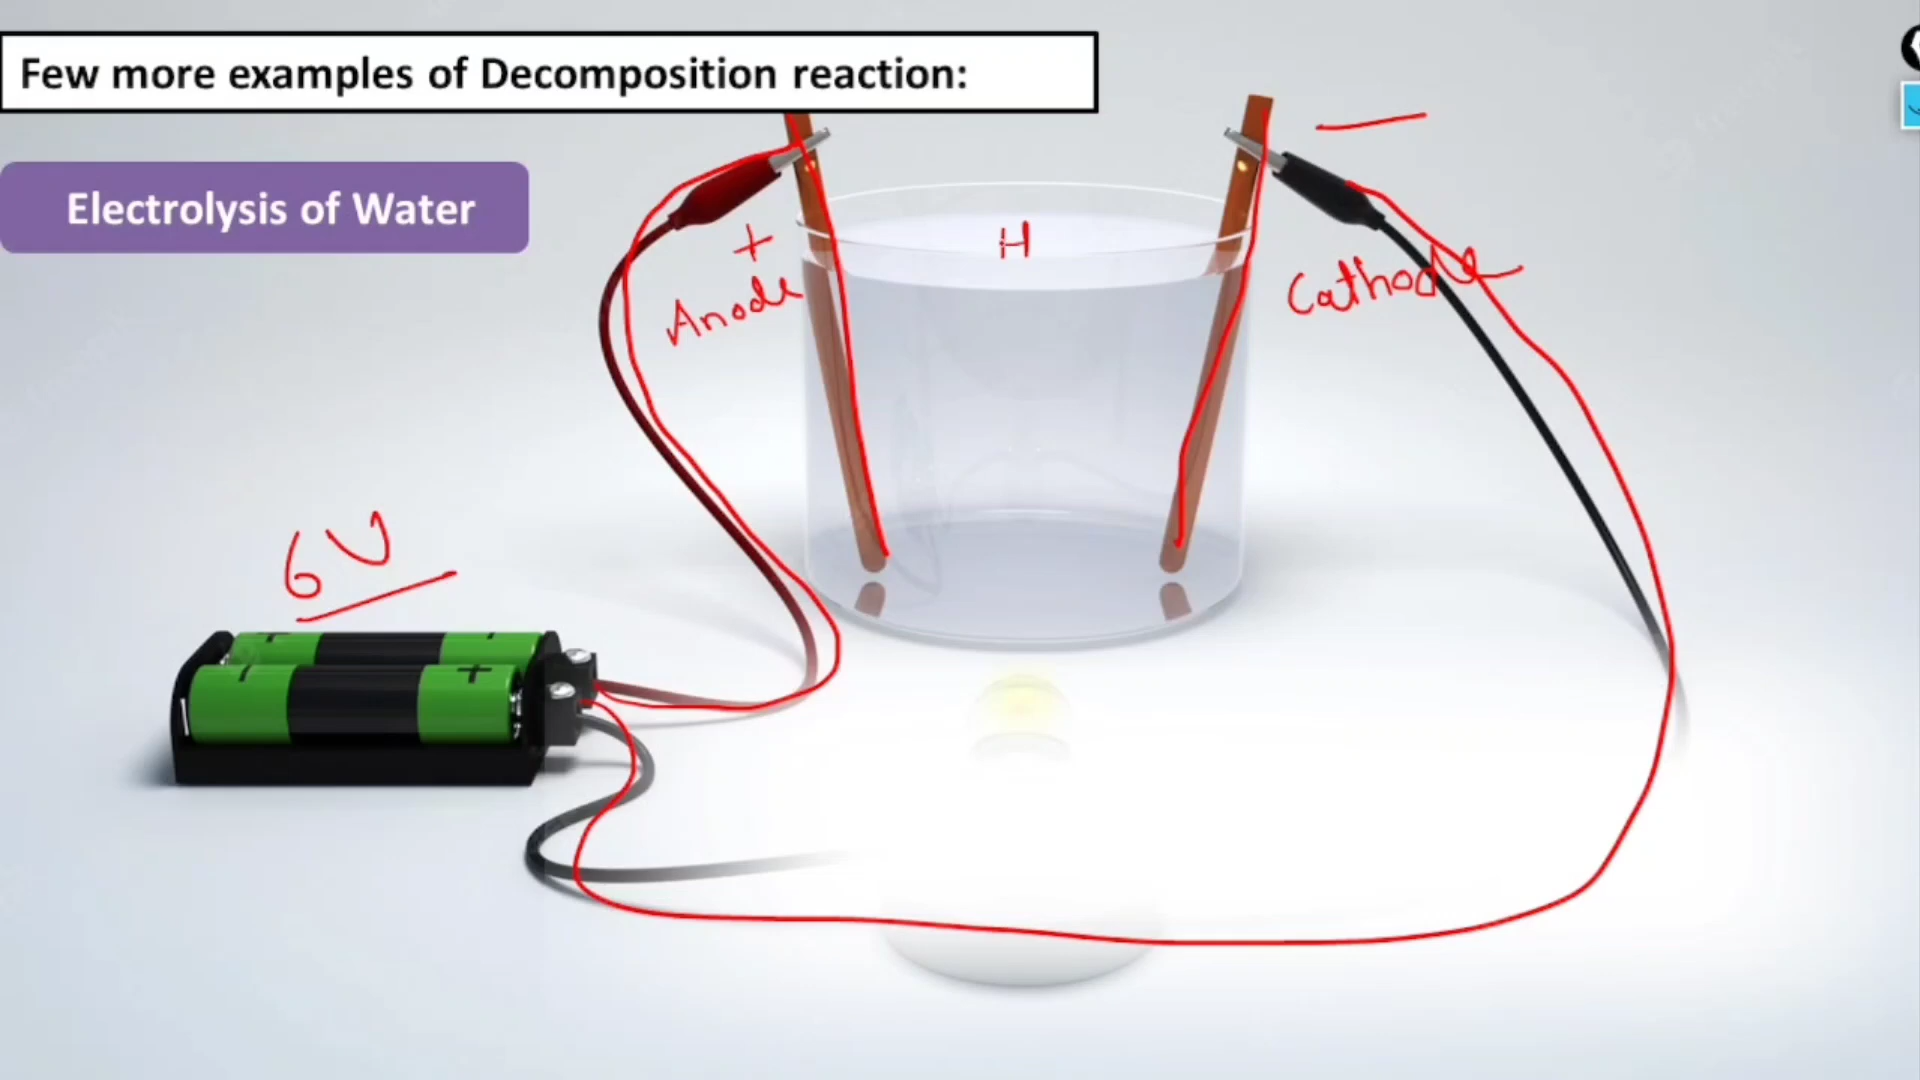 Few more examples of Decomposition reaction:
Electrolysis of Water
H
+
Anode
Cathode
6V
+ -
- +